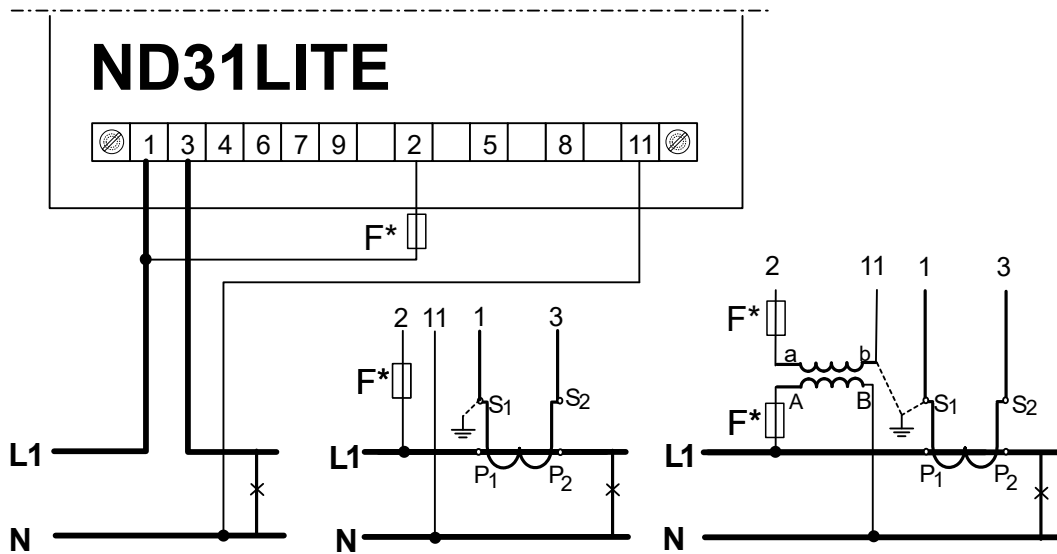 ND31LITE
1 3 4 6 7 9 2 5 8 11
F*
2 11 1 3
2 11 1 3
F*
a b
F*
S1 S2
A B
F*
S1 S2
L1
L1
P1 P2
L1
P1 P2
N
N
N